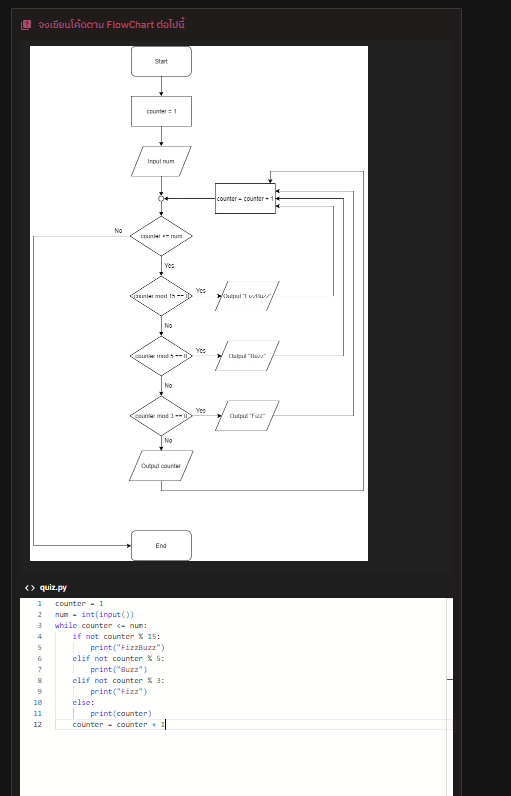 จงเขียนโค้ดตาม FlowChart ต่อไปนี้
Start
counter = 1
Input num
counter = counter + 1
No
counter <= num
Yes
counter mod 15 == 0
Yes
Output "FizzBuzz"
No
counter mod 5 == 0
Yes
Output "Buzz"
No
counter mod 3 == 0
Yes
Output "Fizz"
No
Output counter
End
<> quiz.py
1 counter = 1
2 num = int(input())
3 while counter <= num:
4 if not counter % 15:
5 print("FizzBuzz")
6 elif not counter % 5:
7 print("Buzz")
8 elif not counter % 3:
9 print("Fizz")
10 else:
11 print(counter)
12 counter = counter + 1